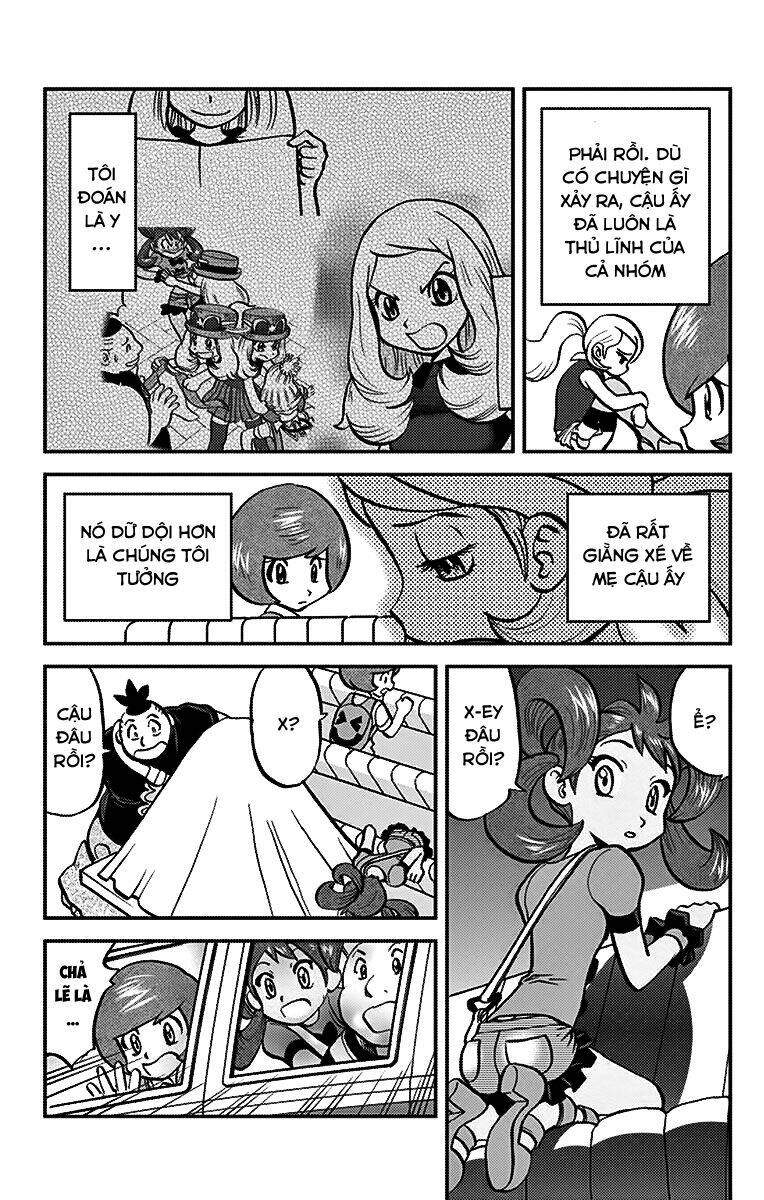 PHẢI RỒI. DÙ
CÓ CHUYỆN GÌ
XẢY RA, CẬU ẤY
ĐÃ LUÔN LÀ
THỦ LĨNH CỦA
CẢ NHÓM
TÔI
ĐOÁN
LÀ Y
...
ĐÃ RẤT
GIẰNG XÉ VỀ
MẸ CẬU ẤY
NÓ DỮ DỘI HƠN
LÀ CHÚNG TÔI
TƯỞNG
Ể?
X-EY
ĐÂU
RỒI?
X?
CẬU
ĐÂU
RỒI?
CHẢ
LẼ LÀ
...